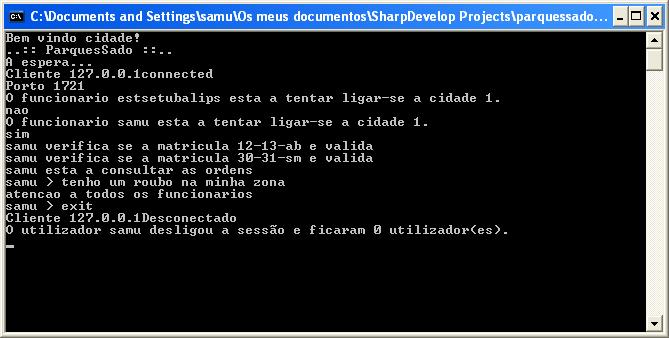 C:\Documents and Settings\samu\Os meus documentos\SharpDevelop Projects\parquessado...
Bem vindo cidade!
..:: ParquesSado ::..
A espera...
Cliente 127.0.0.1connected
Porto 1721
O funcionario estsetubalips esta a tentar ligar-se a cidade 1.
nao
O funcionario samu esta a tentar ligar-se a cidade 1.
sim
samu verifica se a matricula 12-13-ab e valida
samu verifica se a matricula 30-31-sm e valida
samu esta a consultar as ordens
samu > tenho um roubo na minha zona
atencao a todos os funcionarios
samu > exit
Cliente 127.0.0.1Desconectado
O utilizador samu desligou a sessão e ficaram 0 utilizador(es).